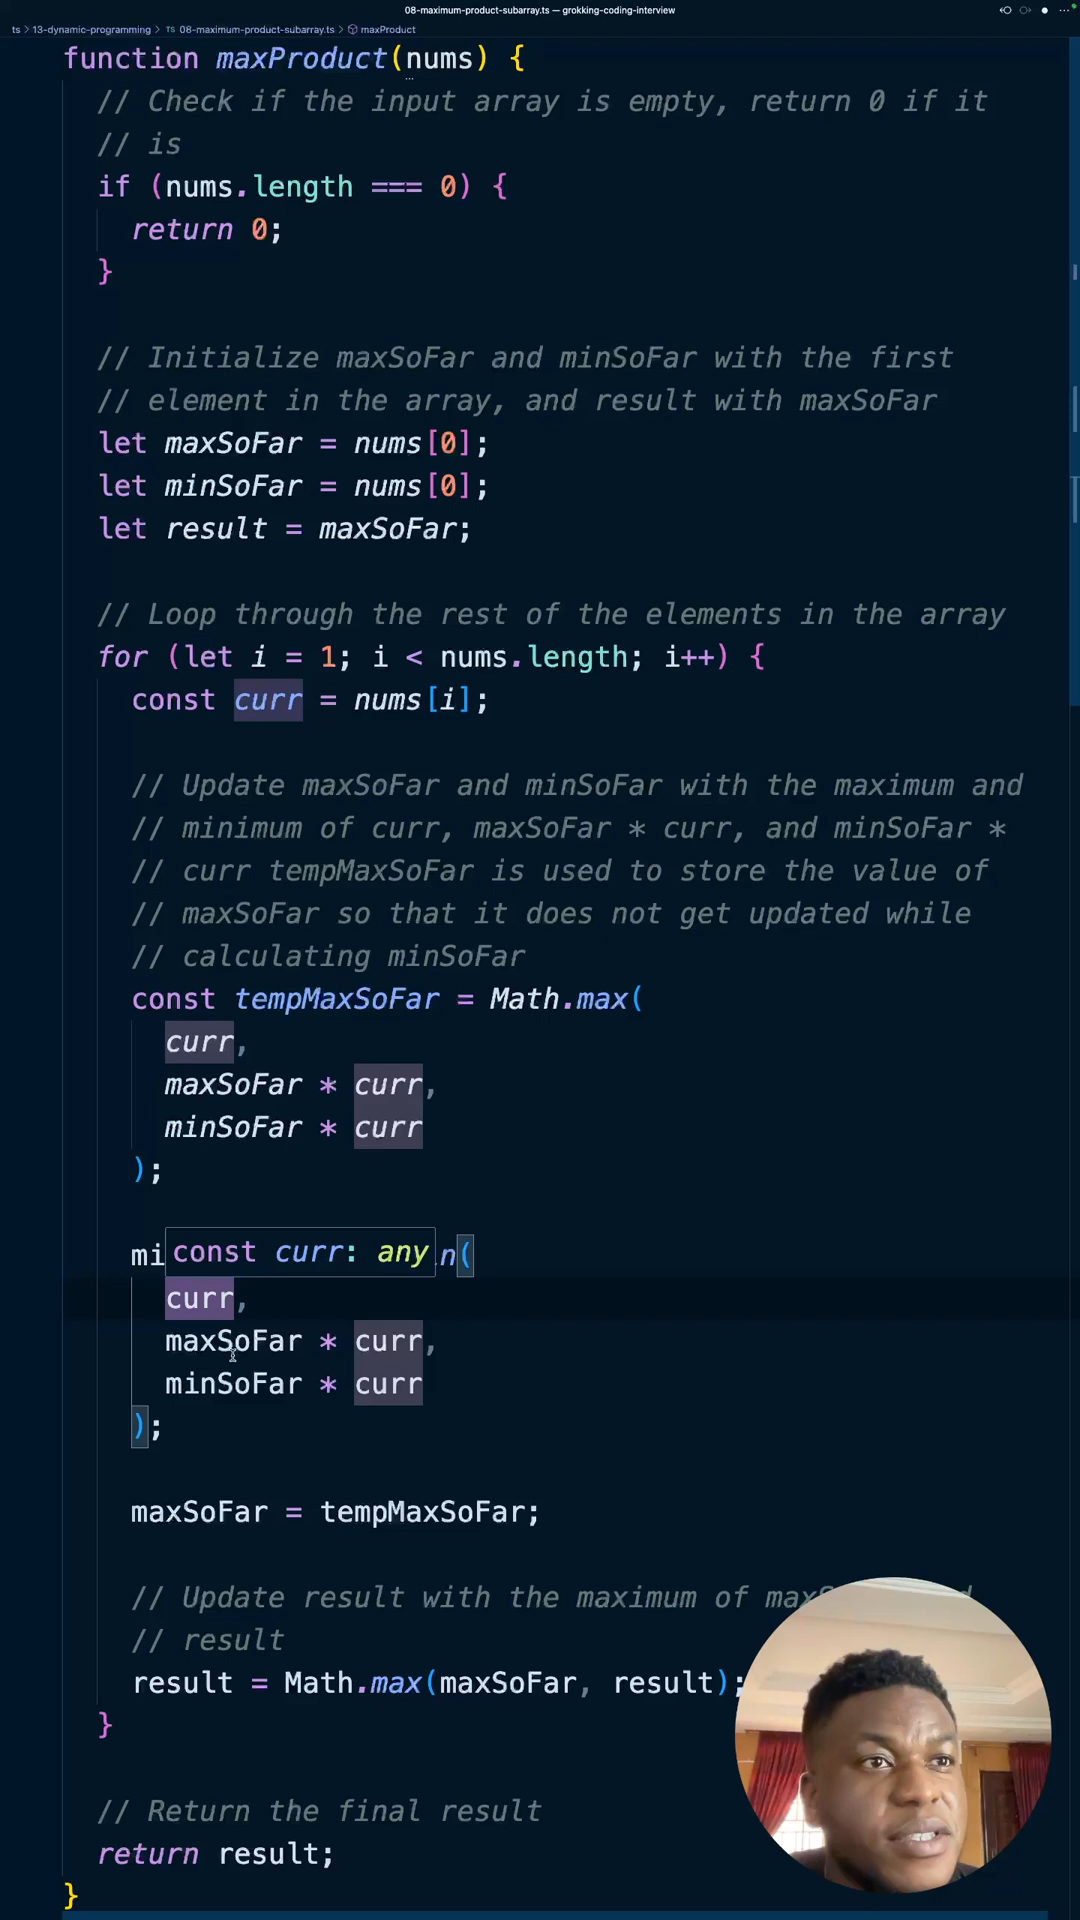 08-maximum-product-subarray.ts — grokking-coding-interview
ts > 13-dynamic-programming > TS 08-maximum-product-subarray.ts > maxProduct
function maxProduct(nums) {
// Check if the input array is empty, return 0 if it
// is
if (nums.length === 0) {
return 0;
}
// Initialize maxSoFar and minSoFar with the first
// element in the array, and result with maxSoFar
let maxSoFar = nums[0];
let minSoFar = nums[0];
let result = maxSoFar;
// Loop through the rest of the elements in the array
for (let i = 1; i < nums.length; i++) {
const curr = nums[i];
// Update maxSoFar and minSoFar with the maximum and
// minimum of curr, maxSoFar * curr, and minSoFar *
// curr tempMaxSoFar is used to store the value of
// maxSoFar so that it does not get updated while
// calculating minSoFar
const tempMaxSoFar = Math.max(
curr,
maxSoFar * curr,
minSoFar * curr
);
mi
const curr: any
n(
curr,
maxSoFar * curr,
minSoFar * curr
);
maxSoFar = tempMaxSoFar;
// Update result with the maximum of
// result
result = Math.max(maxSoFar, result);
}
// Return the final result
return result;
}